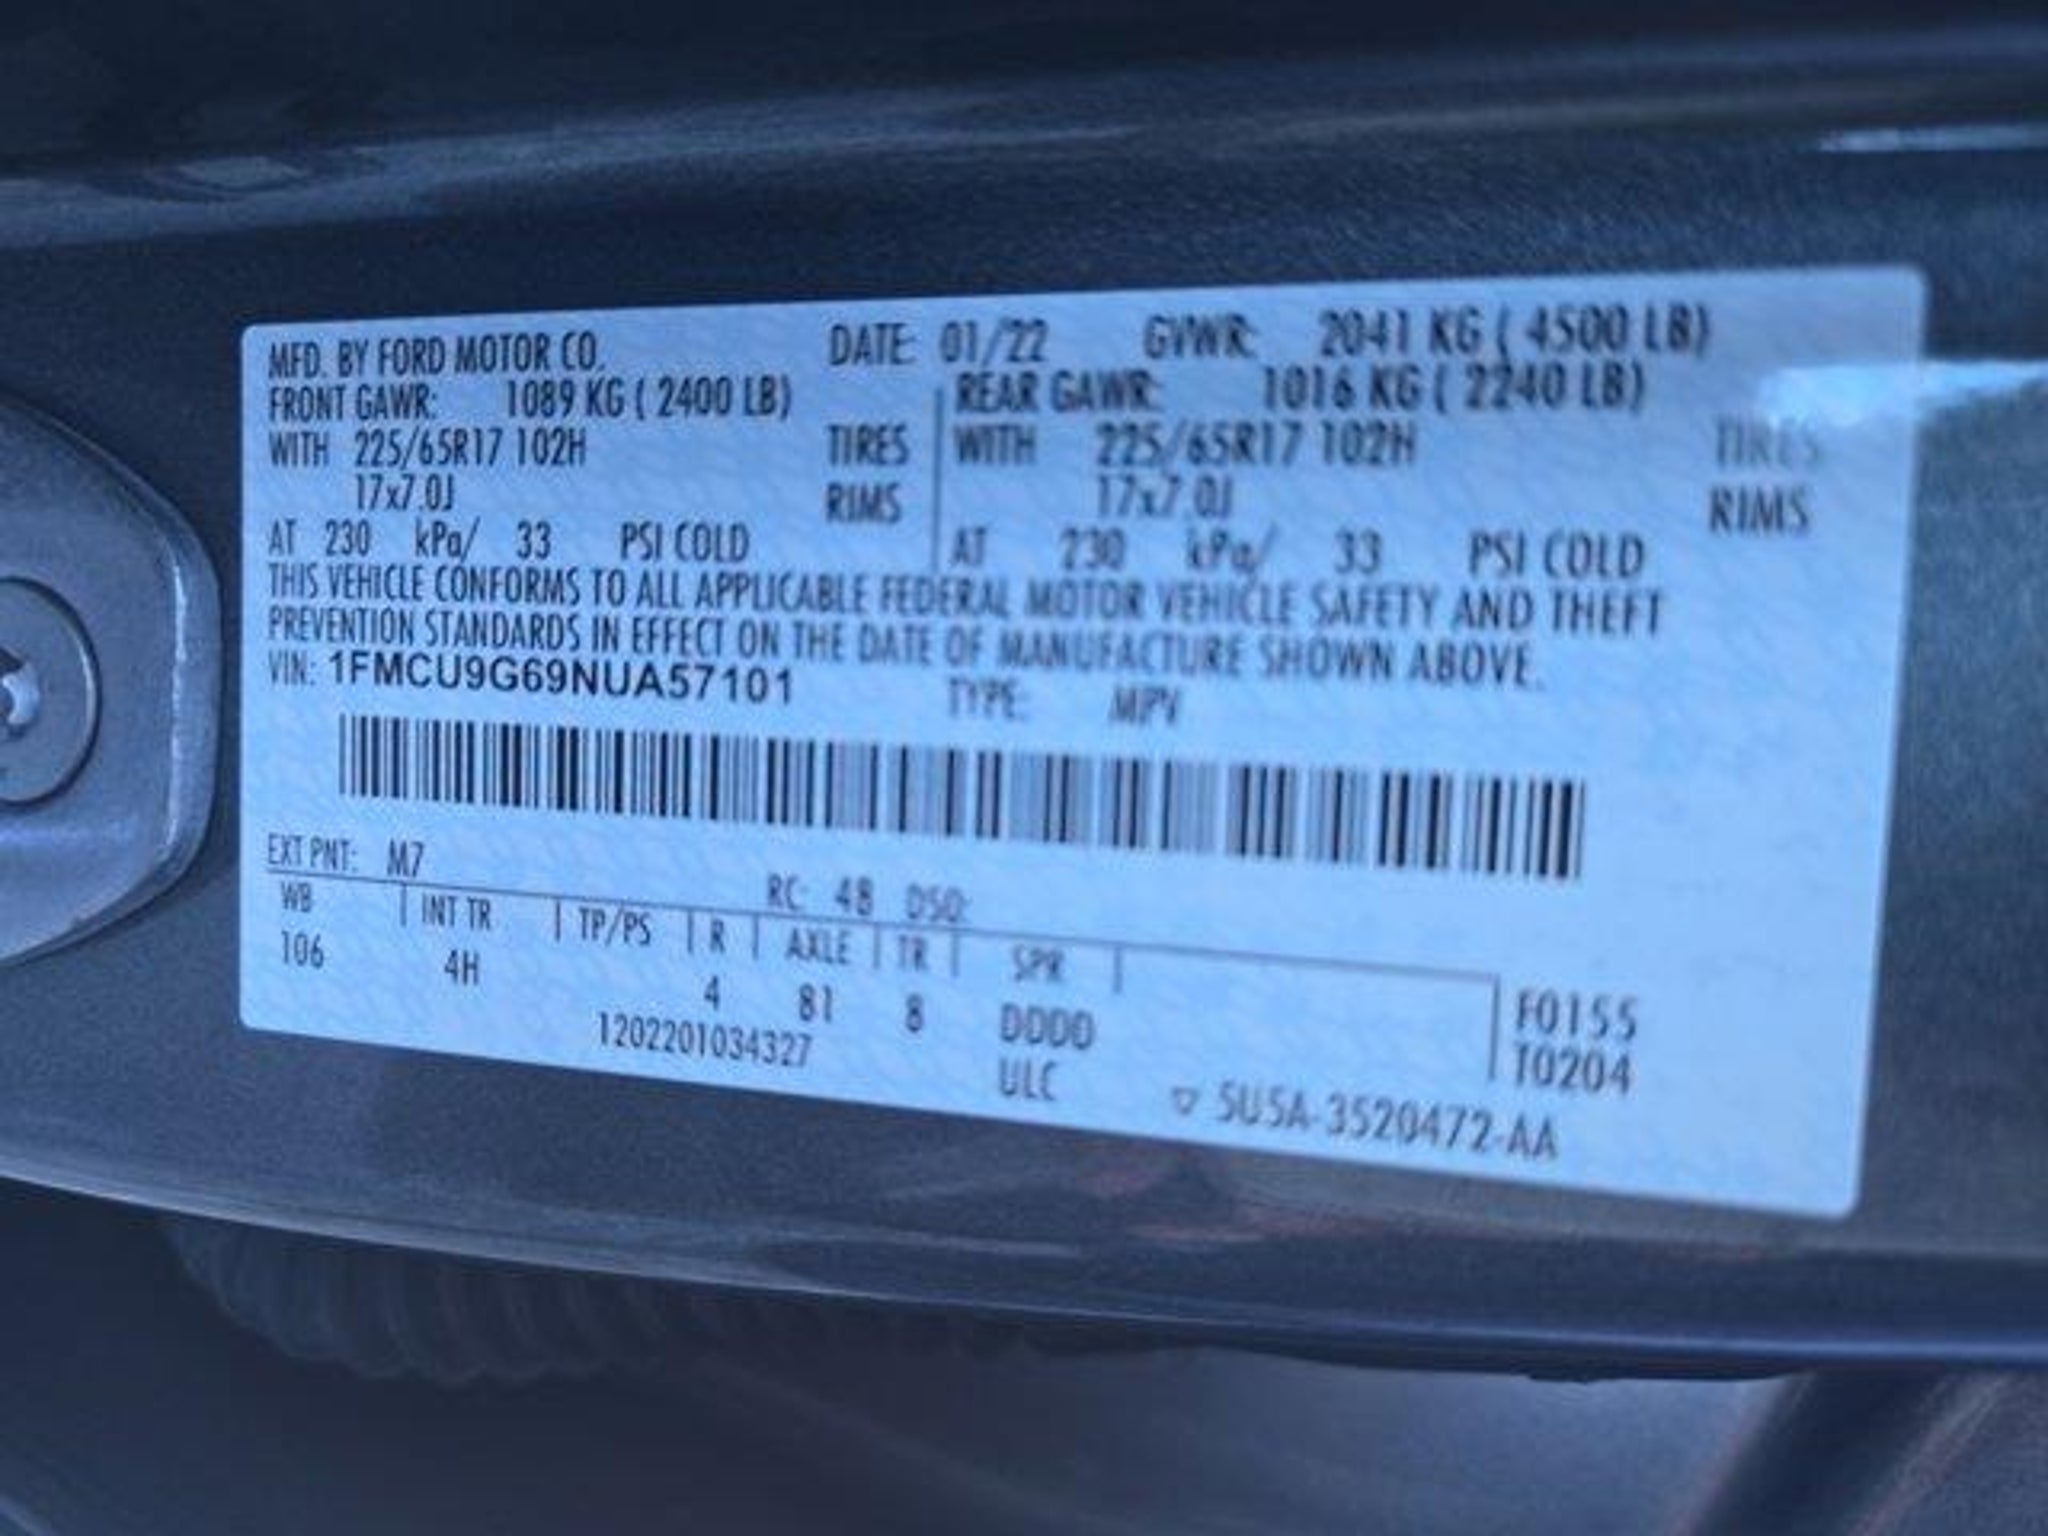 MFD. BY FORD MOTOR CO. DATE: 01/22 GVWR: 2041 KG ( 4500 LB)
FRONT GAWR: 1089 KG ( 2400 LB) REAR GAWR: 1016 KG ( 2240 LB)
WITH 225/65R17 102H TIRES WITH 225/65R17 102H TIRES
17x7.0J RIMS 17x7.0J RIMS
AT 230 kPa/ 33 PSI COLD AT 230 kPa/ 33 PSI COLD
THIS VEHICLE CONFORMS TO ALL APPLICABLE FEDERAL MOTOR VEHICLE SAFETY AND THEFT
PREVENTION STANDARDS IN EFFECT ON THE DATE OF MANUFACTURE SHOWN ABOVE.
VIN: 1FMCU9G69NUA57101 TYPE: MPV
EXT PNT: M7 RC: 48 DSO:
WB INT TR TP/PS R AXLE TR SPR
106 4H 4 81 8 DDDD F0155
1202201034327 ULC T0204
▽ 5U5A-3520472-AA